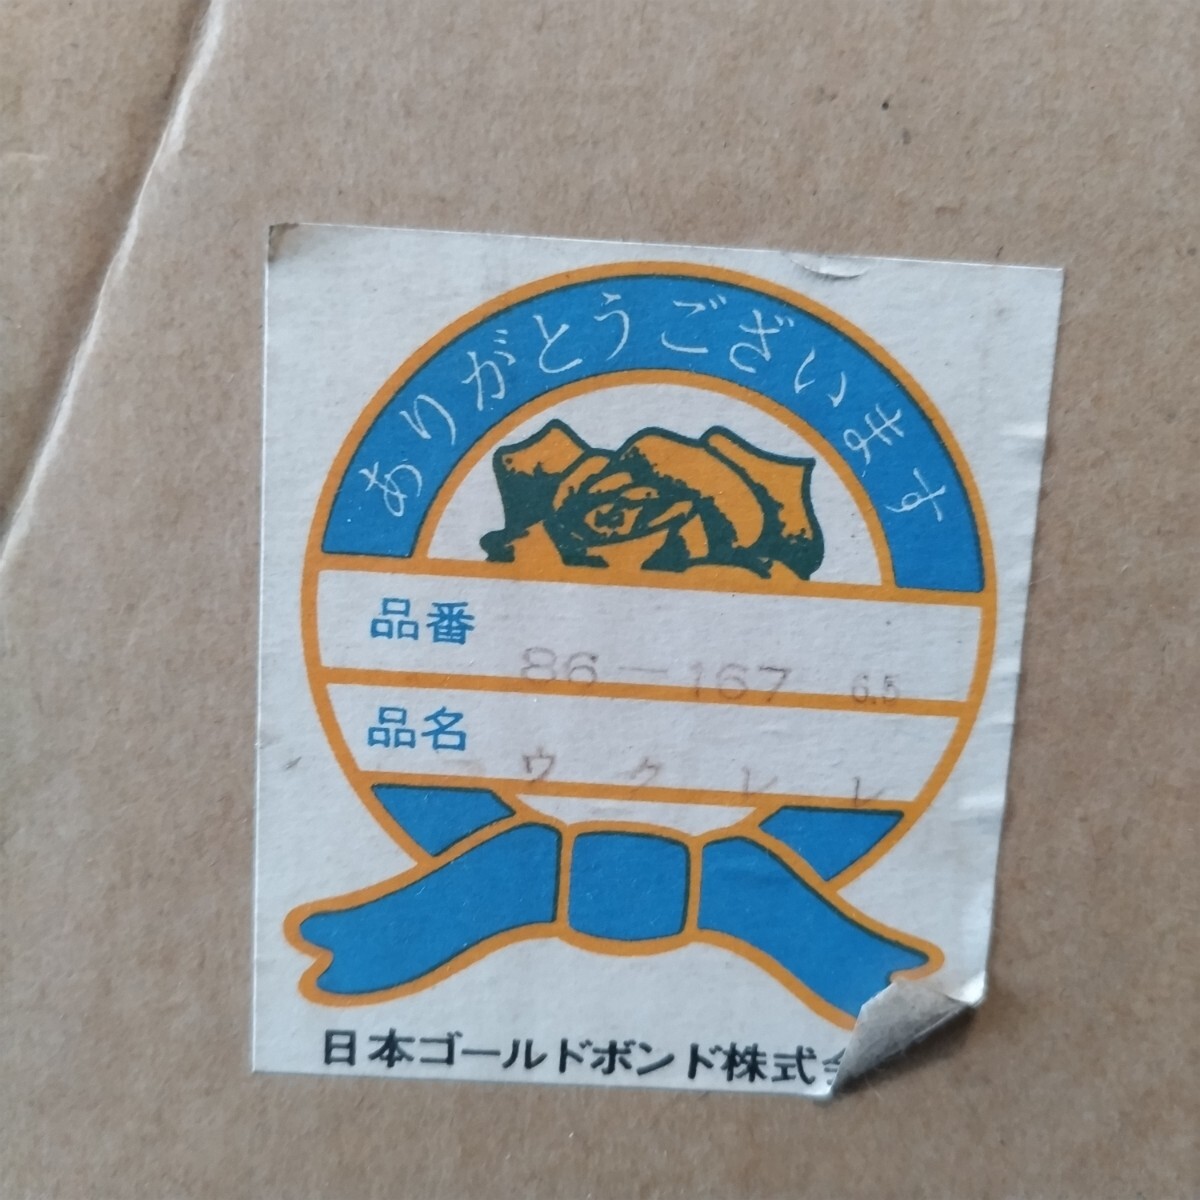 ありがとうございます
品番
86-167 6.5
品名
ウクレレ
日本ゴールドボンド株式